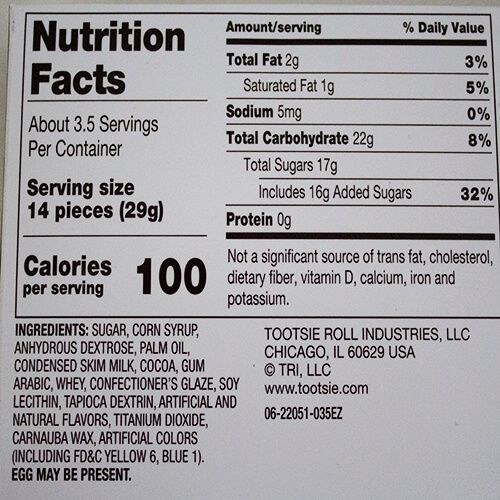 Nutrition
Facts
About 3.5 Servings
Per Container
Serving size
14 pieces (29g)
Calories
per serving
100
Amount/serving % Daily Value
Total Fat 2g 3%
Saturated Fat 1g 5%
Sodium 5mg 0%
Total Carbohydrate 22g 8%
Total Sugars 17g
Includes 16g Added Sugars 32%
Protein 0g
Not a significant source of trans fat, cholesterol,
dietary fiber, vitamin D, calcium, iron and
potassium.
INGREDIENTS: SUGAR, CORN SYRUP,
ANHYDROUS DEXTROSE, PALM OIL,
CONDENSED SKIM MILK, COCOA, GUM
ARABIC, WHEY, CONFECTIONER'S GLAZE, SOY
LECITHIN, TAPIOCA DEXTRIN, ARTIFICIAL AND
NATURAL FLAVORS, TITANIUM DIOXIDE,
CARNAUBA WAX, ARTIFICIAL COLORS
(INCLUDING FD&C YELLOW 6, BLUE 1).
EGG MAY BE PRESENT.
TOOTSIE ROLL INDUSTRIES, LLC
CHICAGO, IL 60629 USA
© TRI, LLC
www.tootsie.com
06-22051-035EZ